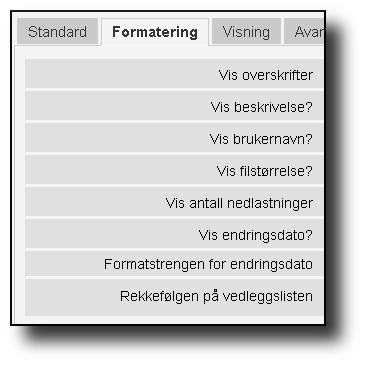 Standard Formatering Visning Avar
Vis overskrifter
Vis beskrivelse?
Vis brukernavn?
Vis filstørrelse?
Vis antall nedlastninger
Vis endringsdato?
Formatstrengen for endringsdato
Rekkefølgen på vedleggslisten